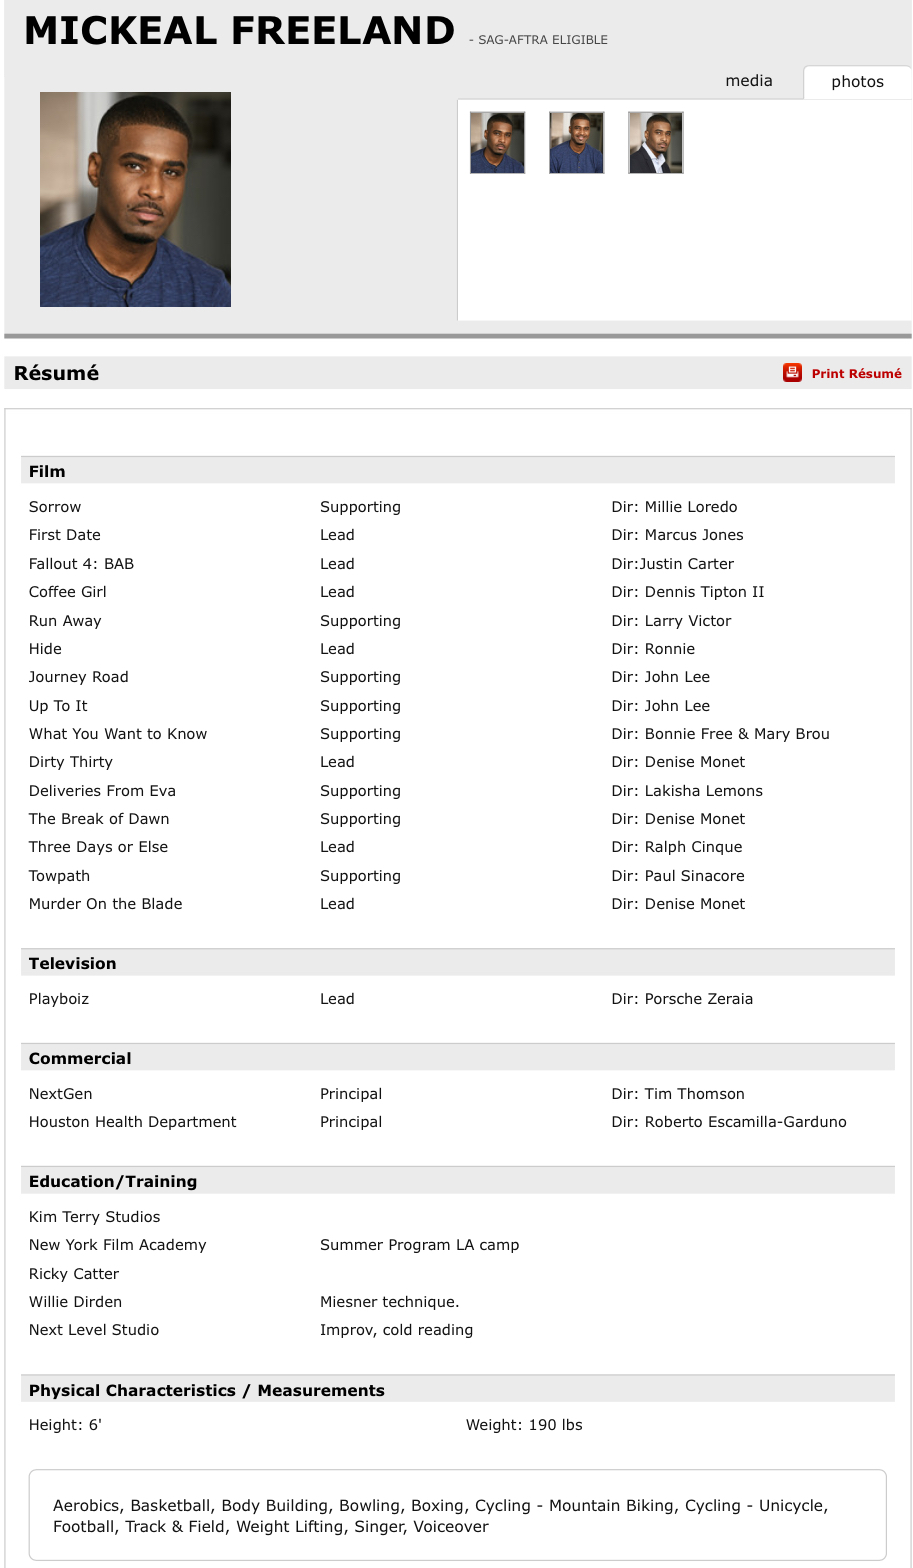 MICKEAL FREELAND - SAG-AFTRA ELIGIBLE
media photos
Résumé Print Résumé
Film
Sorrow Supporting Dir: Millie Loredo
First Date Lead Dir: Marcus Jones
Fallout 4: BAB Lead Dir:Justin Carter
Coffee Girl Lead Dir: Dennis Tipton II
Run Away Supporting Dir: Larry Victor
Hide Lead Dir: Ronnie
Journey Road Supporting Dir: John Lee
Up To It Supporting Dir: John Lee
What You Want to Know Supporting Dir: Bonnie Free & Mary Brou
Dirty Thirty Lead Dir: Denise Monet
Deliveries From Eva Supporting Dir: Lakisha Lemons
The Break of Dawn Supporting Dir: Denise Monet
Three Days or Else Lead Dir: Ralph Cinque
Towpath Supporting Dir: Paul Sinacore
Murder On the Blade Lead Dir: Denise Monet
Television
Playboiz Lead Dir: Porsche Zeraia
Commercial
NextGen Principal Dir: Tim Thomson
Houston Health Department Principal Dir: Roberto Escamilla-Garduno
Education/Training
Kim Terry Studios
New York Film Academy Summer Program LA camp
Ricky Catter
Willie Dirden Miesner technique.
Next Level Studio Improv, cold reading
Physical Characteristics / Measurements
Height: 6' Weight: 190 lbs
Aerobics, Basketball, Body Building, Bowling, Boxing, Cycling - Mountain Biking, Cycling - Unicycle,
Football, Track & Field, Weight Lifting, Singer, Voiceover